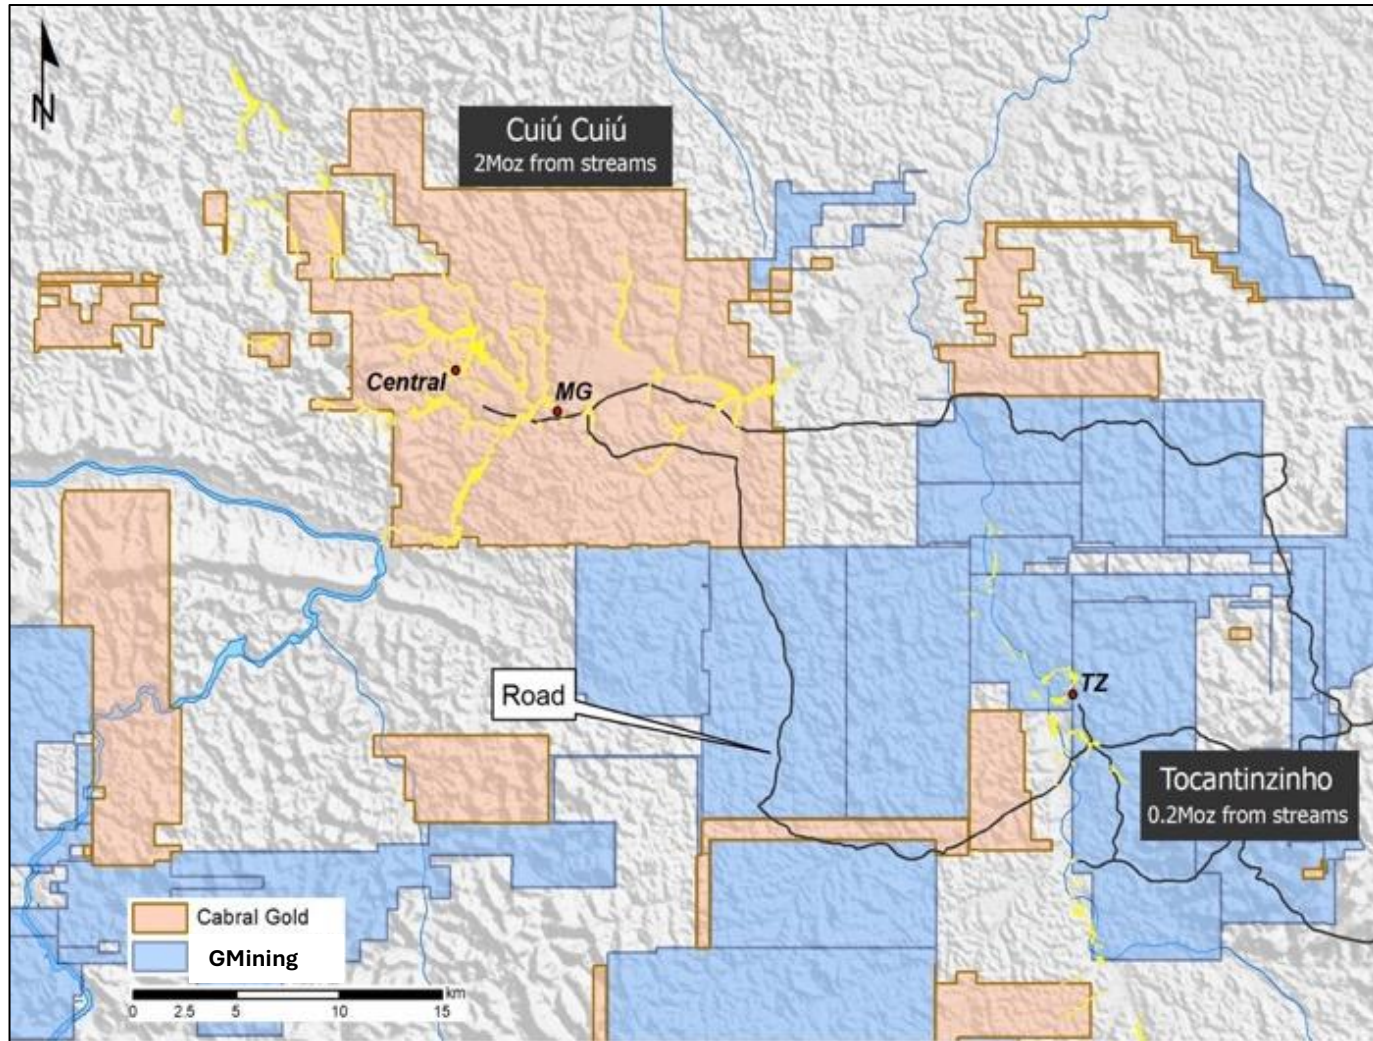 N
Cuiú Cuiú
2Moz from streams
Central
MG
Road
TZ
Tocantinzinho
0.2Moz from streams
Cabral Gold
GMining
km
0 2.5 5 10 15